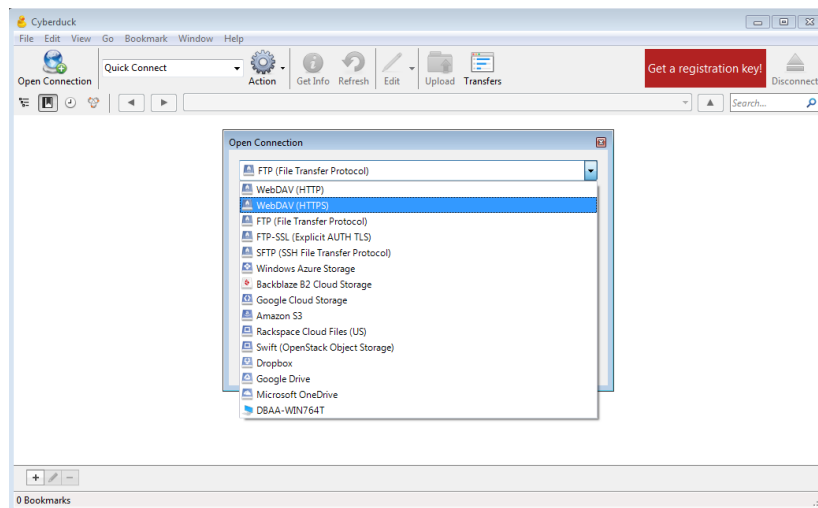 Cyberduck
File Edit View Go Bookmark Window Help
Open Connection
Quick Connect
Action
Get Info
Refresh
Edit
Upload
Transfers
Get a registration key!
Disconnect
Search...
Open Connection
FTP (File Transfer Protocol)
WebDAV (HTTP)
WebDAV (HTTPS)
FTP (File Transfer Protocol)
FTP-SSL (Explicit AUTH TLS)
SFTP (SSH File Transfer Protocol)
Windows Azure Storage
Backblaze B2 Cloud Storage
Google Cloud Storage
Amazon S3
Rackspace Cloud Files (US)
Swift (OpenStack Object Storage)
Dropbox
Google Drive
Microsoft OneDrive
DBAA-WIN764T
0 Bookmarks